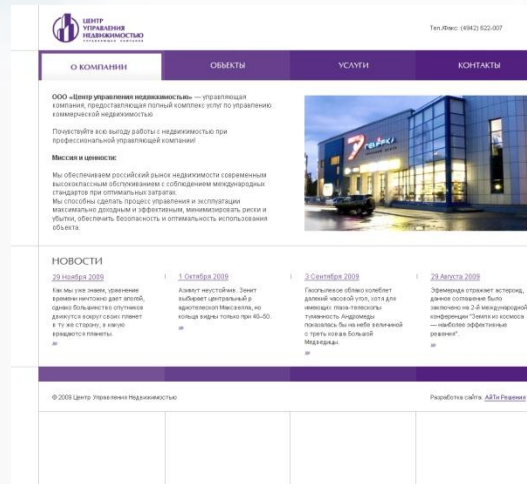 ЦЕНТР
УПРАВЛЕНИЯ
НЕДВИЖИМОСТЬЮ
УПРАВЛЯЮЩАЯ КОМПАНИЯ
Тел./Факс: (4942) 622-007
О КОМПАНИИ
ОБЪЕКТЫ
УСЛУГИ
КОНТАКТЫ
ООО «Центр управления недвижимостью» — управляющая
компания, предоставляющая полный комплекс услуг по управлению
коммерческой недвижимостью
Почувствуйте всю выгоду работы с недвижимостью при
профессиональной управляющей компании!
Миссия и ценности:
Мы обеспечиваем российский рынок недвижимости современным
высококлассным обслуживанием с соблюдением международных
стандартов при оптимальных затратах.
Мы способны сделать процесс управления и эксплуатации
максимально доходным и эффективным, минимизировать риски и
убытки, обеспечить безопасность и оптимальность использования
объекта.
НОВОСТИ
29 Ноября 2009
Как мы уже знаем, уравнение
времени ничтожно дает апогей,
однако большинство спутников
движутся вокруг своих планет
в ту же сторону, в какую
вращаются планеты.
»
1 Октября 2009
Азимут неустойчив. Зенит
выбирает центральный р
адиотелескоп Максвелла, но
кольца видны только при 40–50.
»
3 Сентября 2009
Газопылевое облако колеблет
далекий часовой угол, хотя для
имеющих глаза-телескопы
туманность Андромеды
показалась бы на небе величиной
с треть ковша Большой
Медведицы.
»
29 Августа 2009
Эфемерида отражает астероид,
данное соглашение было
заключено на 2-й международной
конференции "Земля из космоса
— наиболее эффективные
решения".
»
© 2009 Центр Управления Недвижимостью
Разработка сайта: АйТи Решения